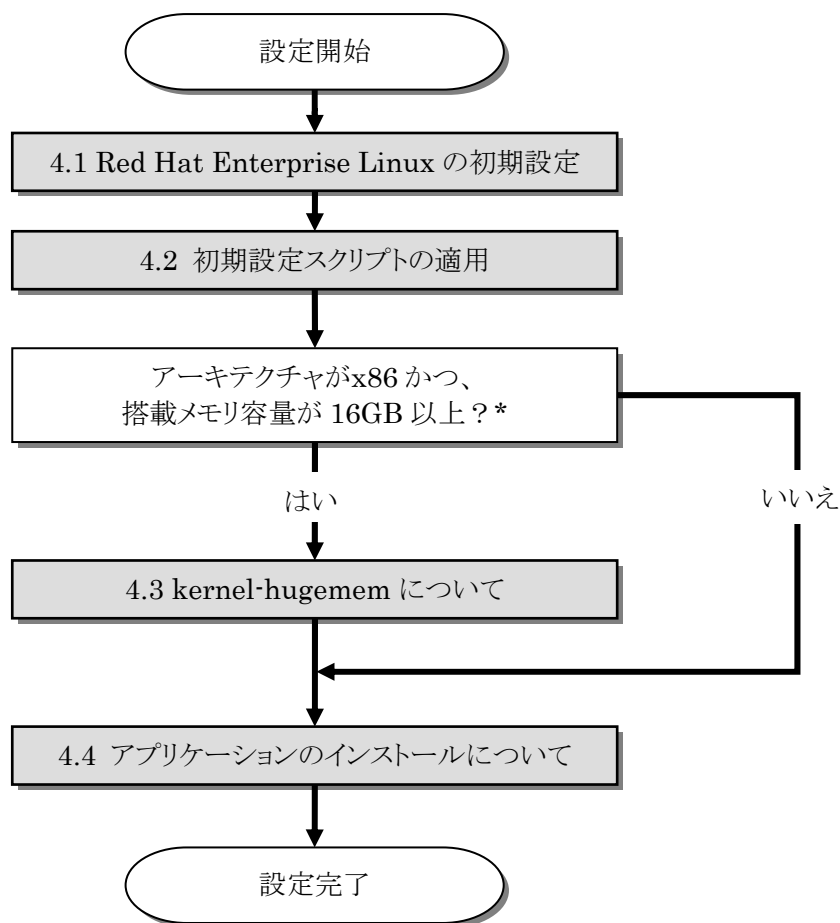 設定開始
4.1 Red Hat Enterprise Linux の初期設定
4.2 初期設定スクリプトの適用
アーキテクチャがx86 かつ、
搭載メモリ容量が 16GB 以上？*
はい
いいえ
4.3 kernel-hugemem について
4.4 アプリケーションのインストールについて
設定完了